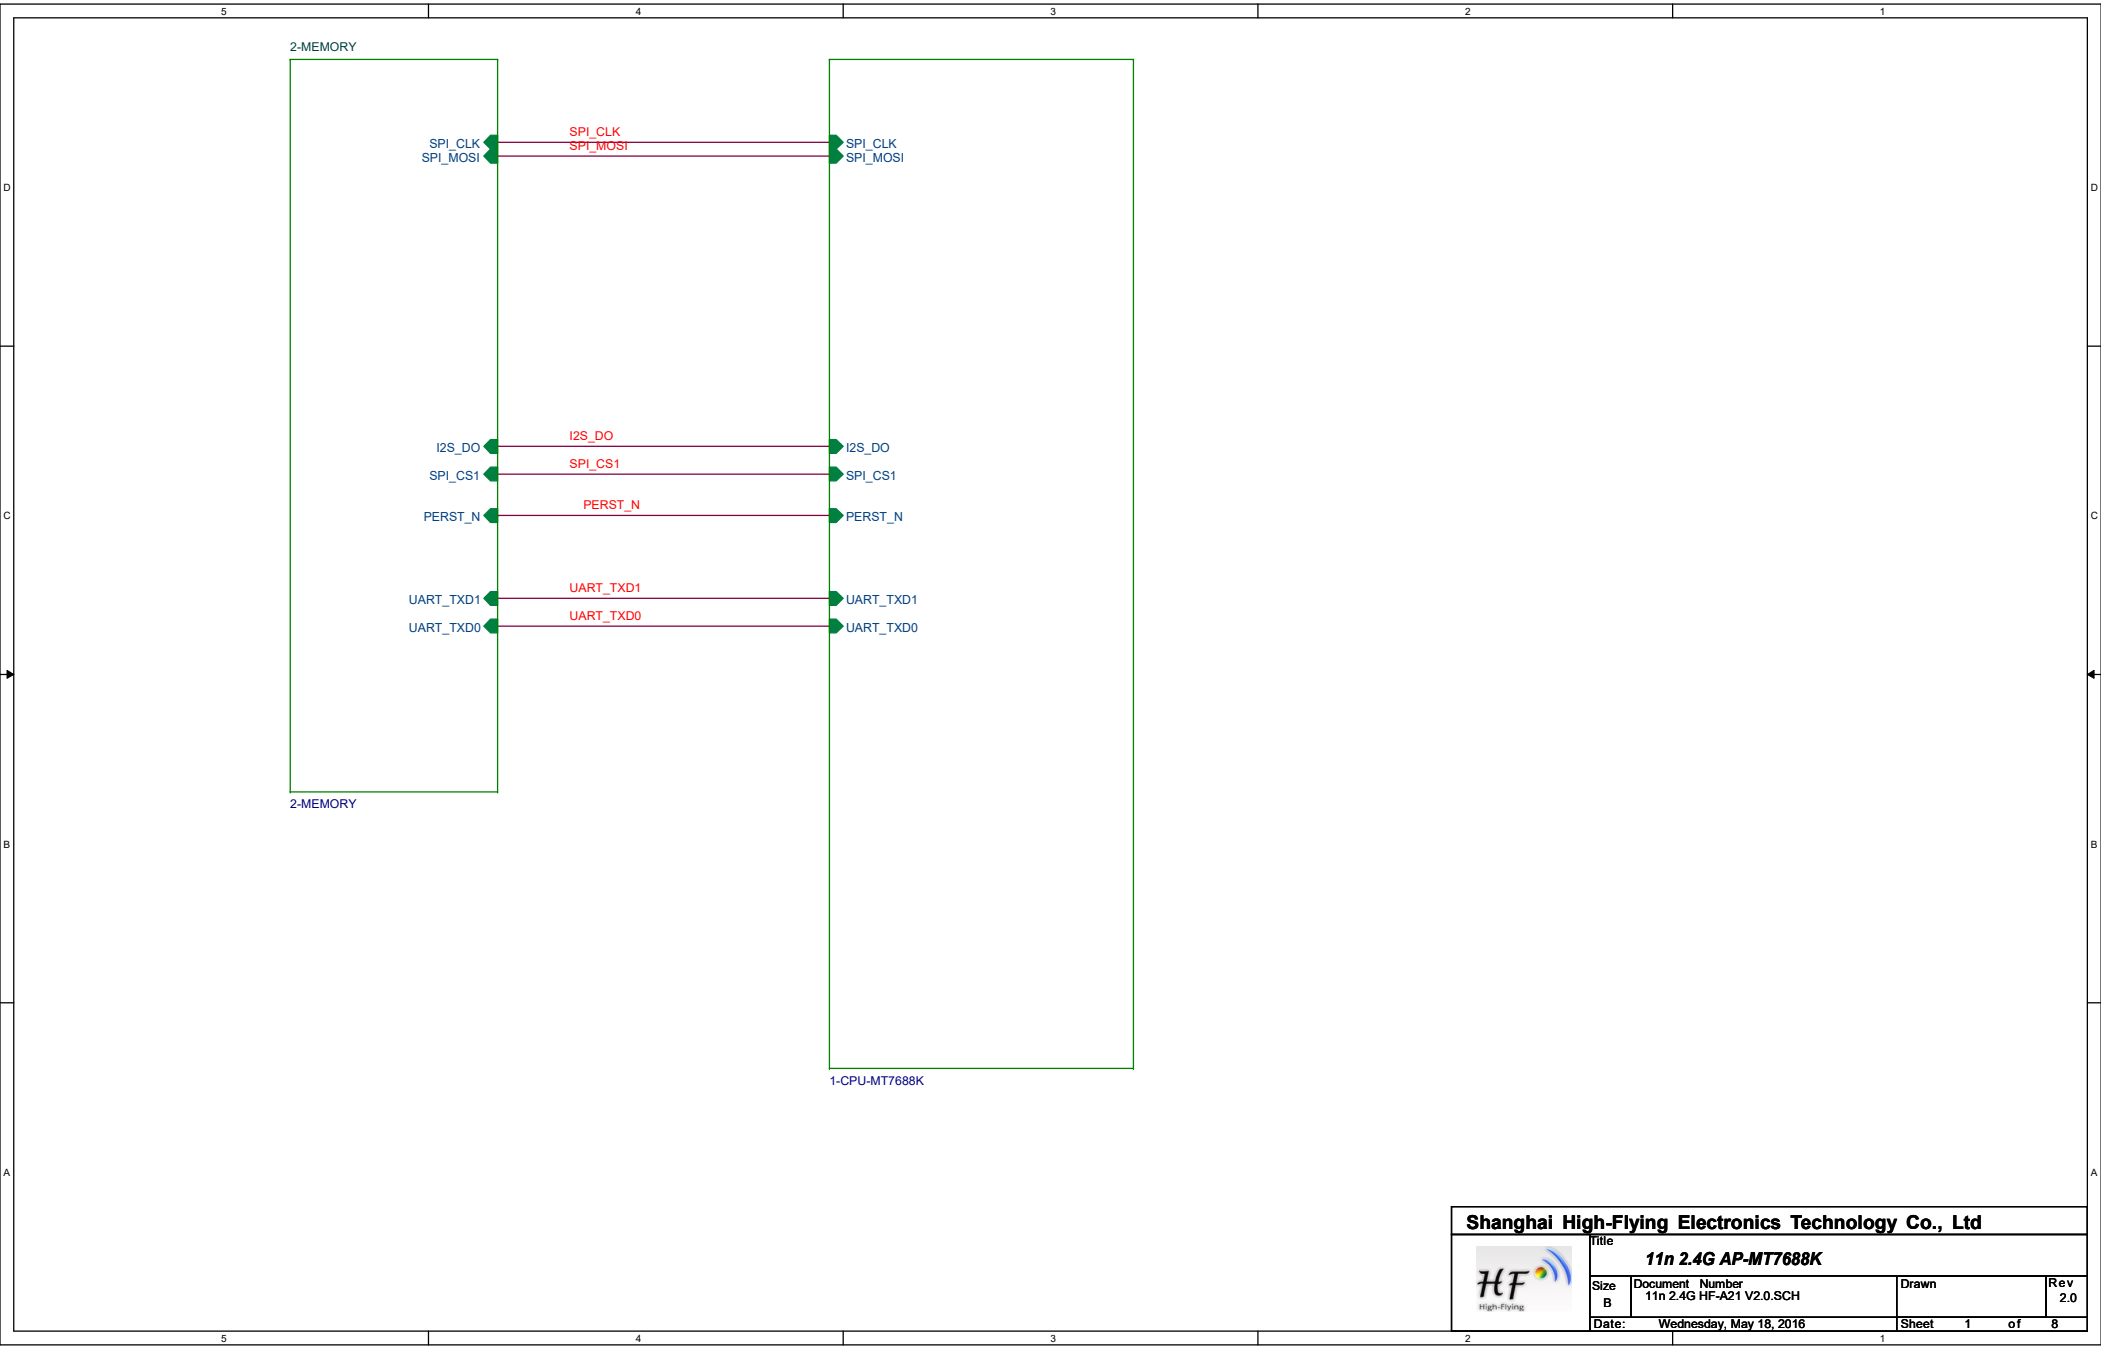 5 4 3 2 1
2-MEMORY
SPI_CLK SPI_CLK SPI_CLK
SPI_MOSI SPI_MOSI SPI_MOSI
D D
I2S_DO I2S_DO I2S_DO
SPI_CS1 SPI_CS1 SPI_CS1
PERST_N PERST_N PERST_N
C C
UART_TXD1 UART_TXD1 UART_TXD1
UART_TXD0 UART_TXD0 UART_TXD0
2-MEMORY
B B
1-CPU-MT7688K
A A
Shanghai High-Flying Electronics Technology Co., Ltd
HF
High-Flying
Title
11n 2.4G AP-MT7688K
Size Document Number Drawn Rev
B 11n 2.4G HF-A21 V2.0.SCH 2.0
Date: Wednesday, May 18, 2016 Sheet 1 of 8
5 4 3 2 1